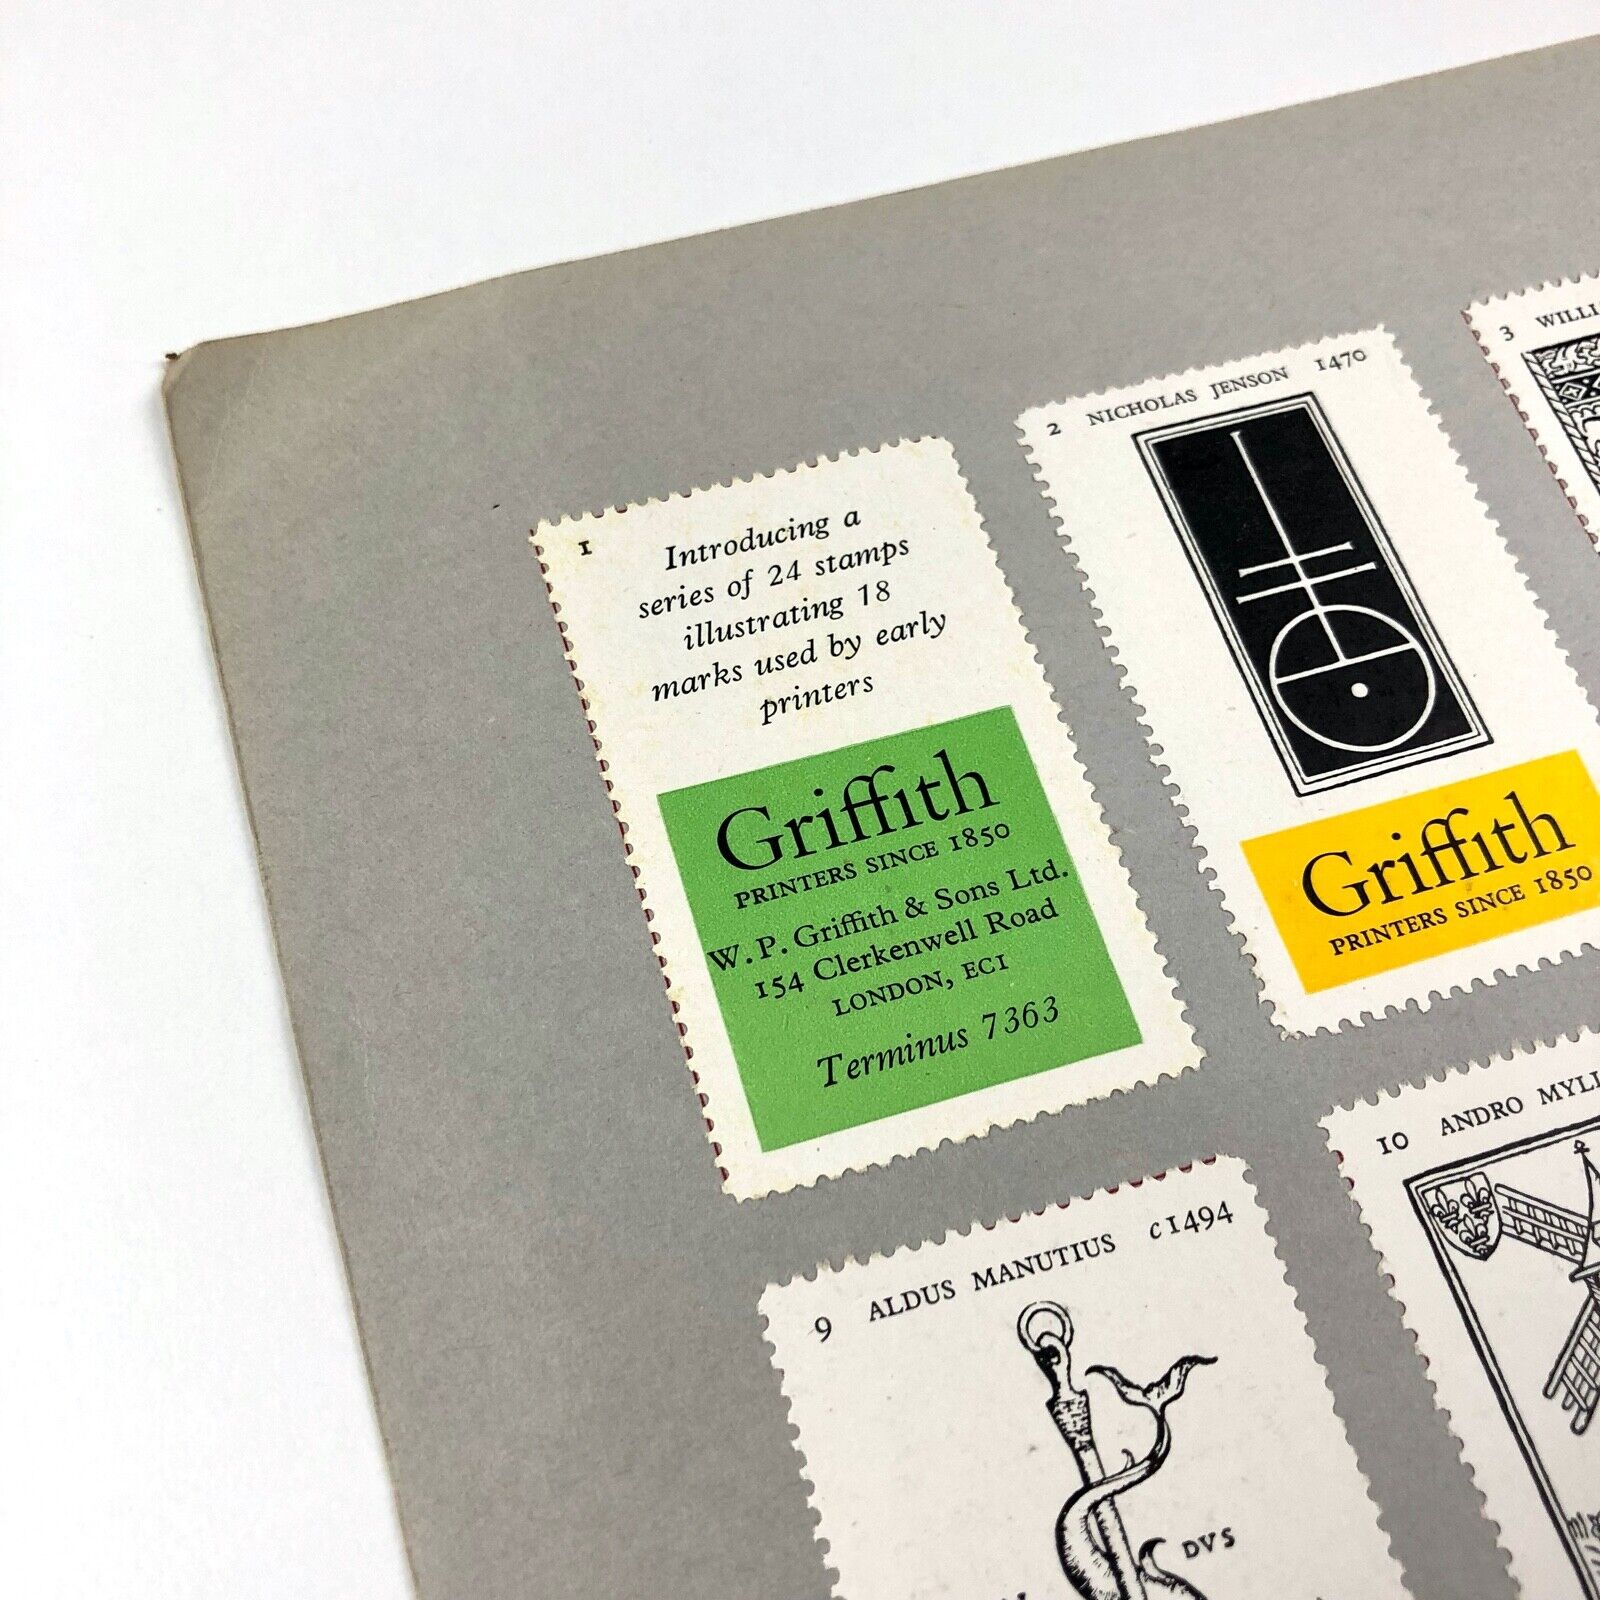 1
Introducing a
series of 24 stamps
illustrating 18
marks used by early
printers
Griffith
PRINTERS SINCE 1850
W. P. Griffith & Sons Ltd.
154 Clerkenwell Road
LONDON, EC1
Terminus 7363
2 NICHOLAS JENSON 1470
Griffith
PRINTERS SINCE 1850
3
9 ALDUS MANUTIUS c1494
DVS
10 ANDRO